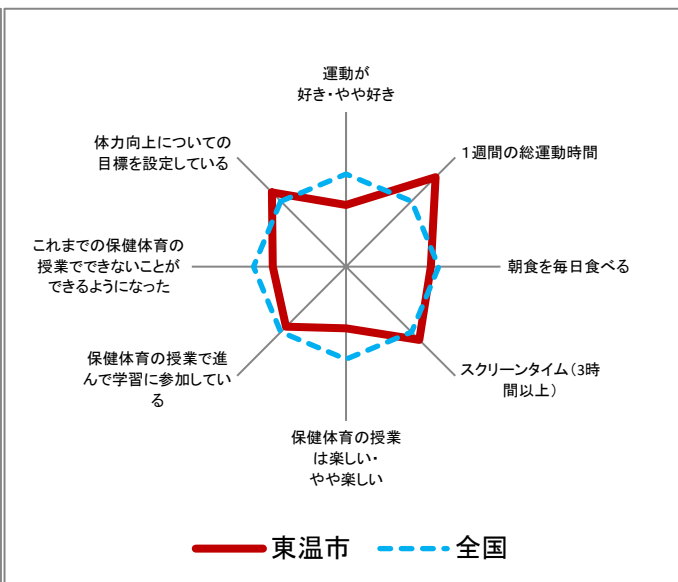 運動が
好き・やや好き
1週間の総運動時間
朝食を毎日食べる
スクリーンタイム（3時
間以上）
保健体育の授業
は楽しい・
やや楽しい
保健体育の授業で進
んで学習に参加してい
る
これまでの保健体育の
授業でできないことが
できるようになった
体力向上についての
目標を設定している
東温市
全国